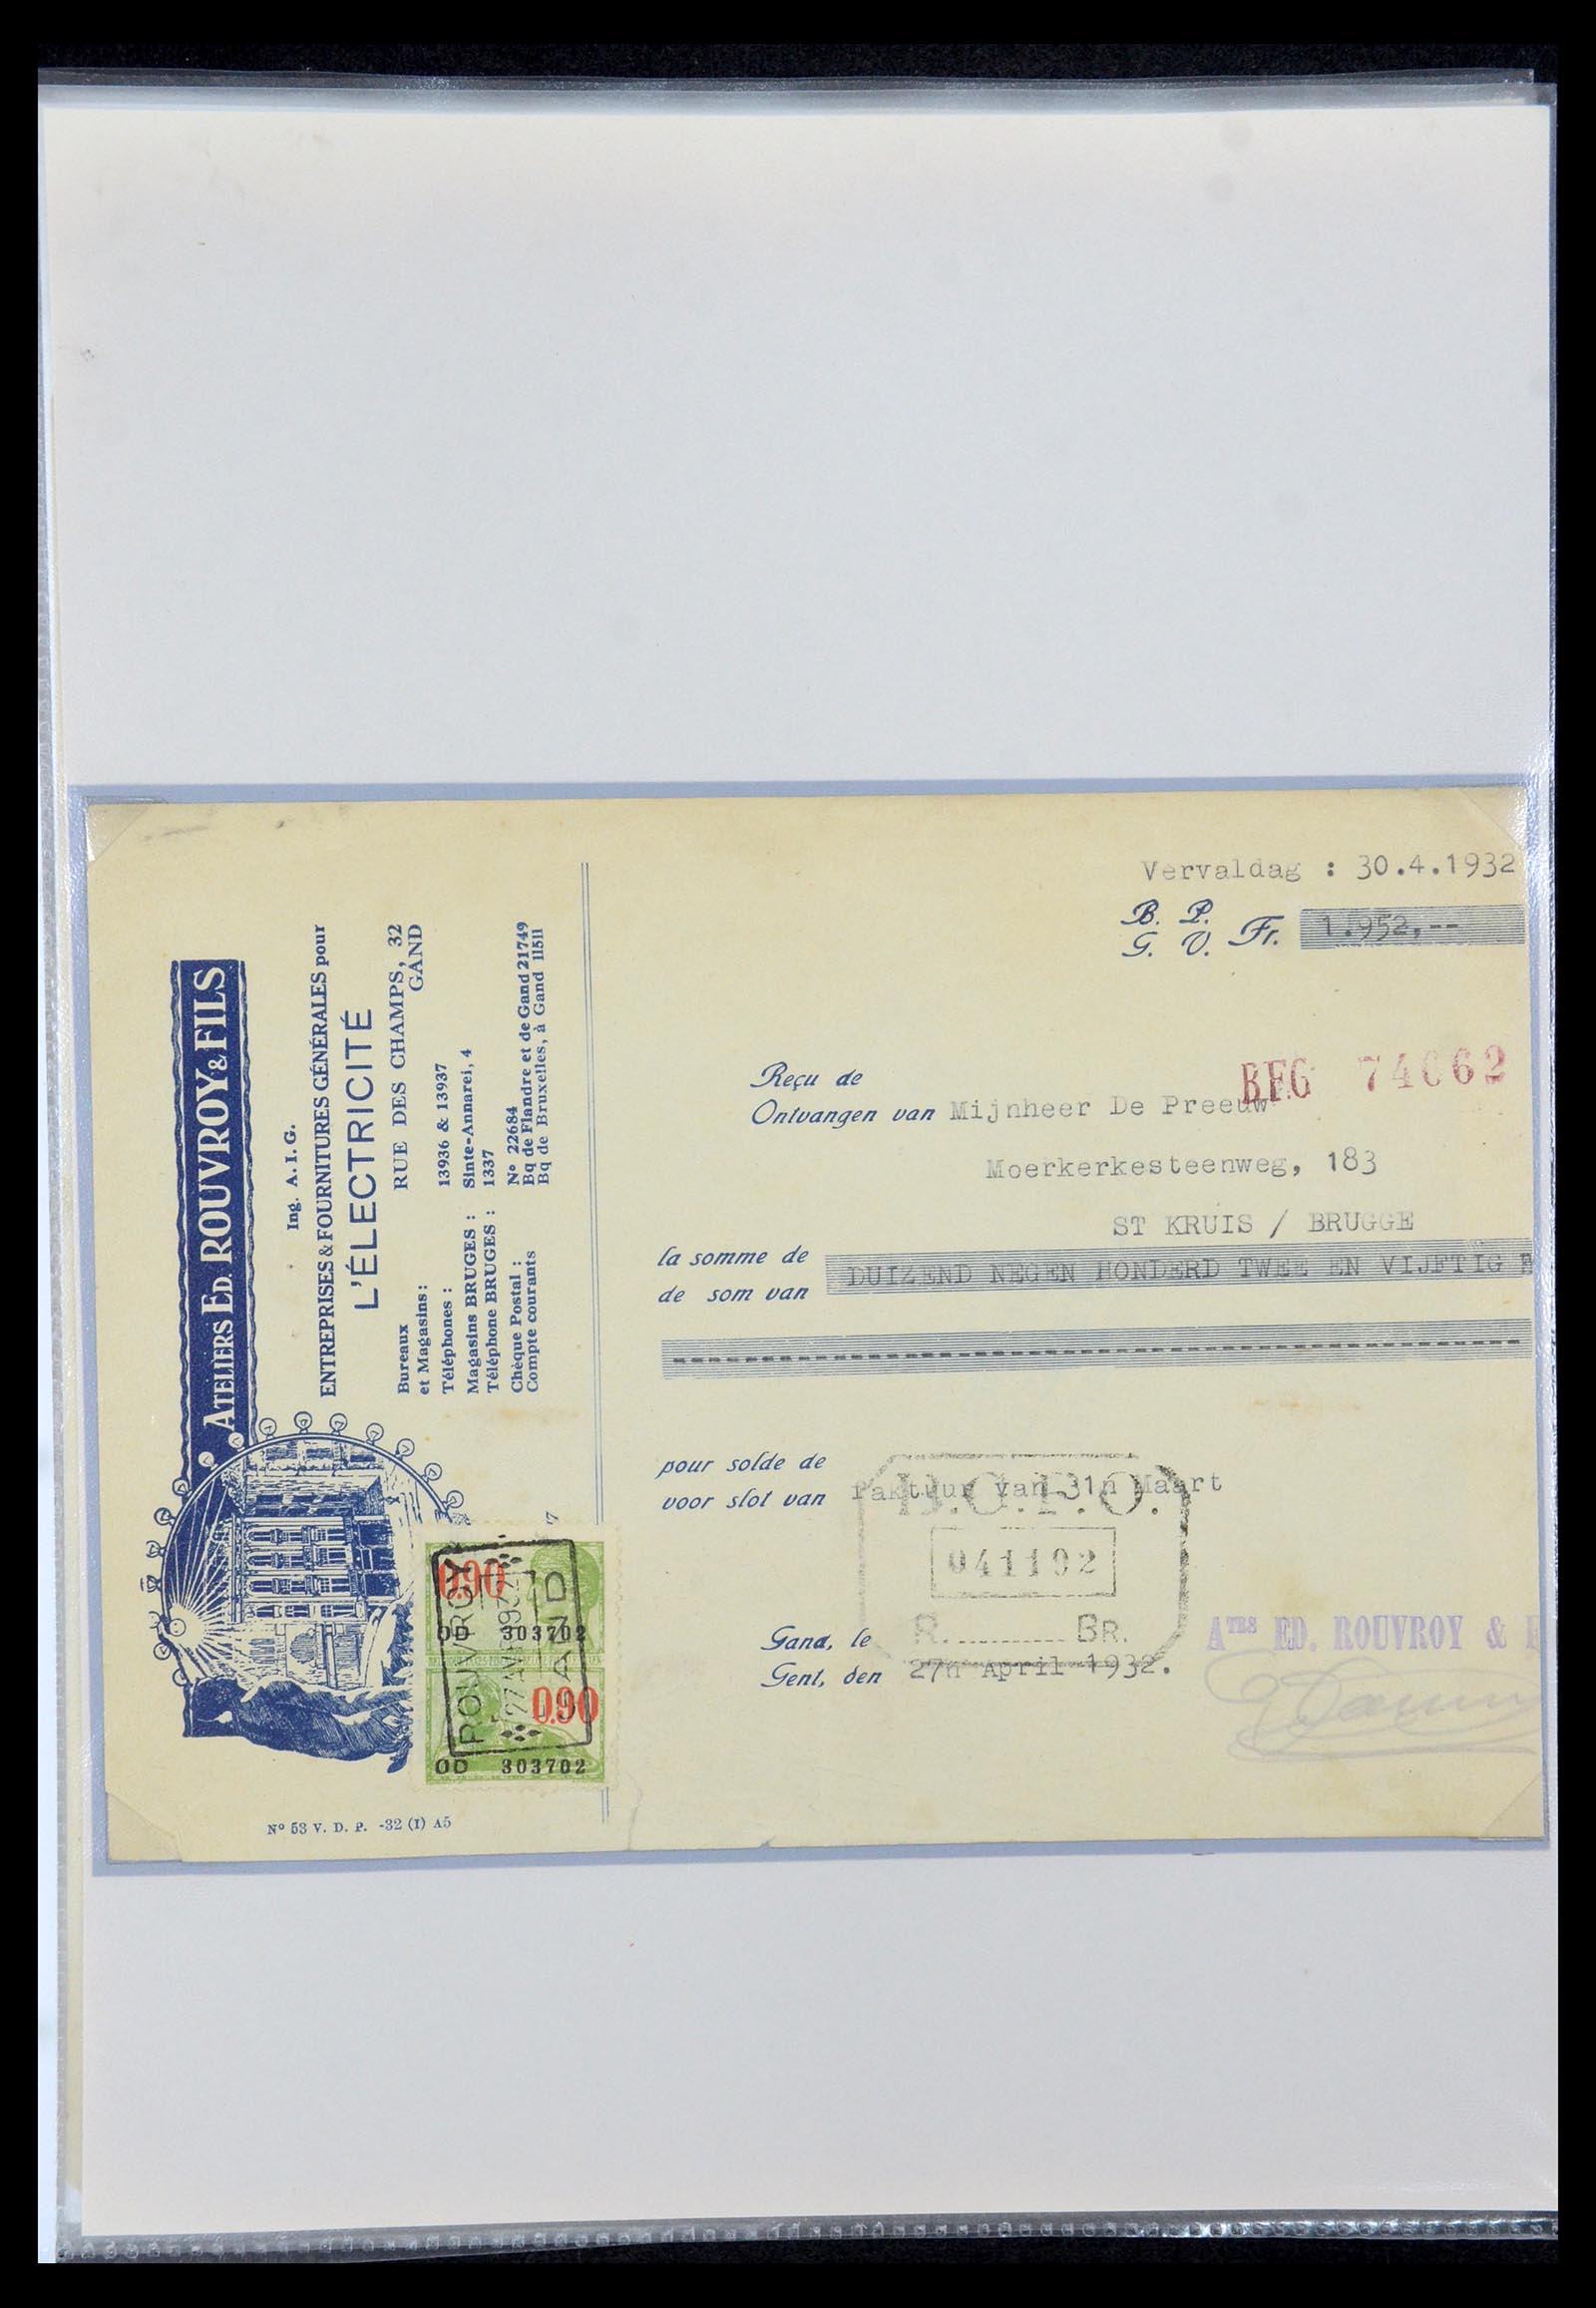 ATELIERS ED. ROUVROY & FILS
Ing. A. I. G.
ENTREPRISES & FOURNITURES GÉNÉRALES pour
L'ÉLECTRICITÉ
Bureaux
et Magasins : RUE DES CHAMPS, 32
GAND
Téléphones : 13936 & 13937
Magasins BRUGES : Sinte-Annarei, 4
Téléphone BRUGES : 1337
Chèque Postal : N° 22684
Compte courants Bq de Flandre et de Gand 21749
Bq de Bruxelles, à Gand 11511
N° 53 V. D. P. -32 (I) A5
0.90
OD 303702
0.90
OD 303702
ROUVROY
27 AV 1932
GAND
Vervaldag : 30.4.1932
B. P.
G. V. Fr. 1.952,--
Reçu de
BFG 74662
Ontvangen van Mijnheer De Preeuw
Moerkerkesteenweg, 183
ST KRUIS / BRUGGE
la somme de
de som van DUIZEND NEGEN HONDERD TWEE EN VIJFTIG
pour solde de
voor slot van Faktuur van 31n Maart
041192
R. BR.
Gand, le
Gent, den 27n April 1932.
ATRS ED. ROUVROY & F